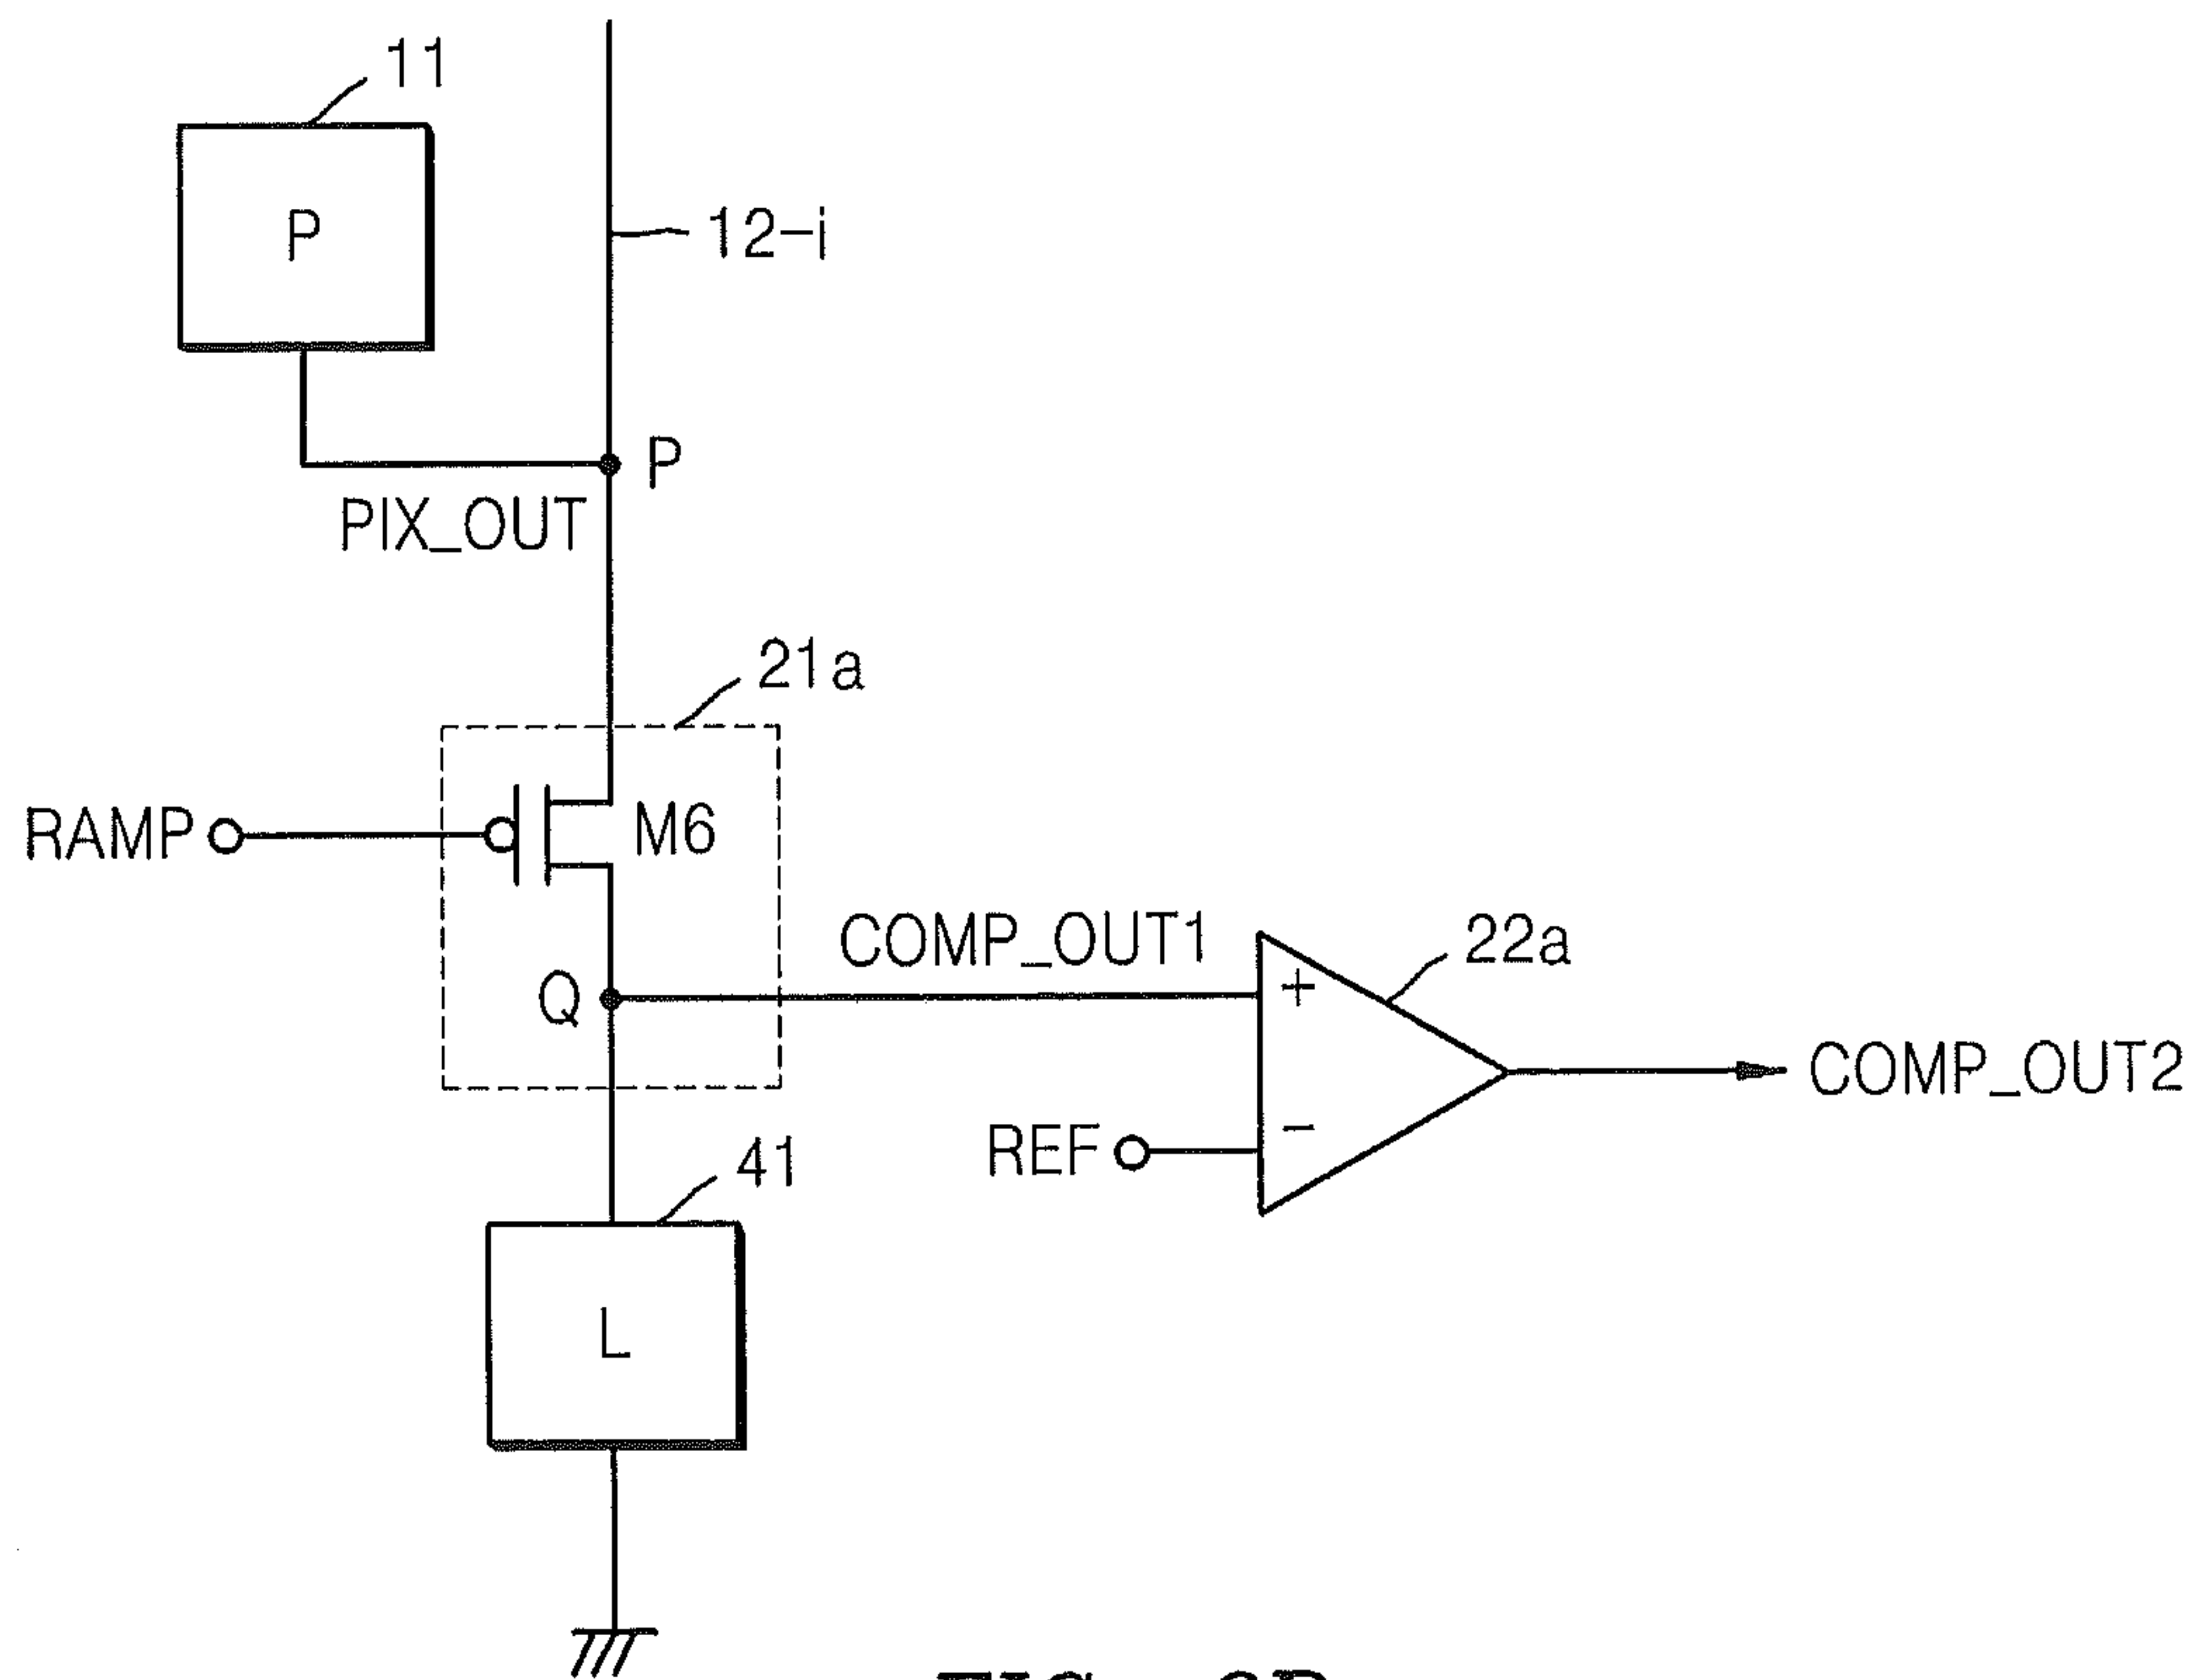 11
P
12-i
P
PIX_OUT
21a
RAMP
M6
COMP_OUT1
22a
+
Q
COMP_OUT2
REF
-
41
L